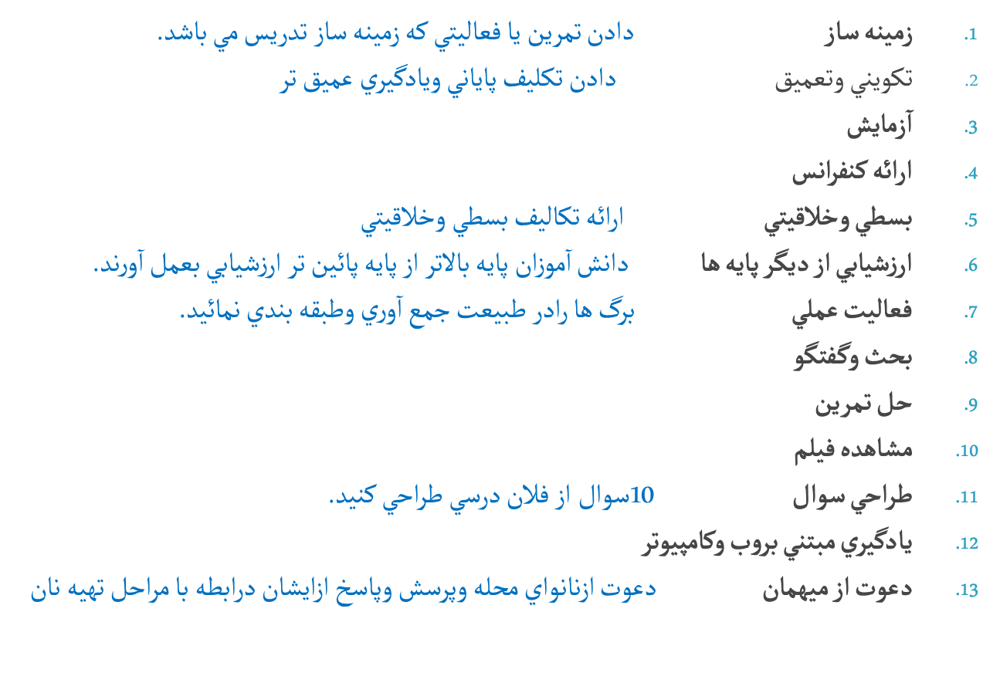 1. زمينه ساز دادن تمرين يا فعاليتي كه زمينه ساز تدريس مي باشد.
2. تكويني وتعميق دادن تكليف پاياني ويادگيري عميق تر
3. آزمايش
4. ارائه كنفرانس
5. بسطي وخلاقيتي ارائه تكاليف بسطي وخلاقيتي
6. ارزشيابي از ديگر پايه ها دانش آموزان پايه بالاتر از پايه پائين تر ارزشيابي بعمل آورند.
7. فعاليت عملي برگ ها رادر طبيعت جمع آوري وطبقه بندي نمائيد.
8. بحث وگفتگو
9. حل تمرين
10. مشاهده فيلم
11. طراحي سوال 10سوال از فلان درسي طراحي كنيد.
12. يادگيري مبتني بروب وكامپيوتر
13. دعوت از ميهمان دعوت ازنانواي محله وپرسش وپاسخ ازايشان درابطه با مراحل تهيه نان